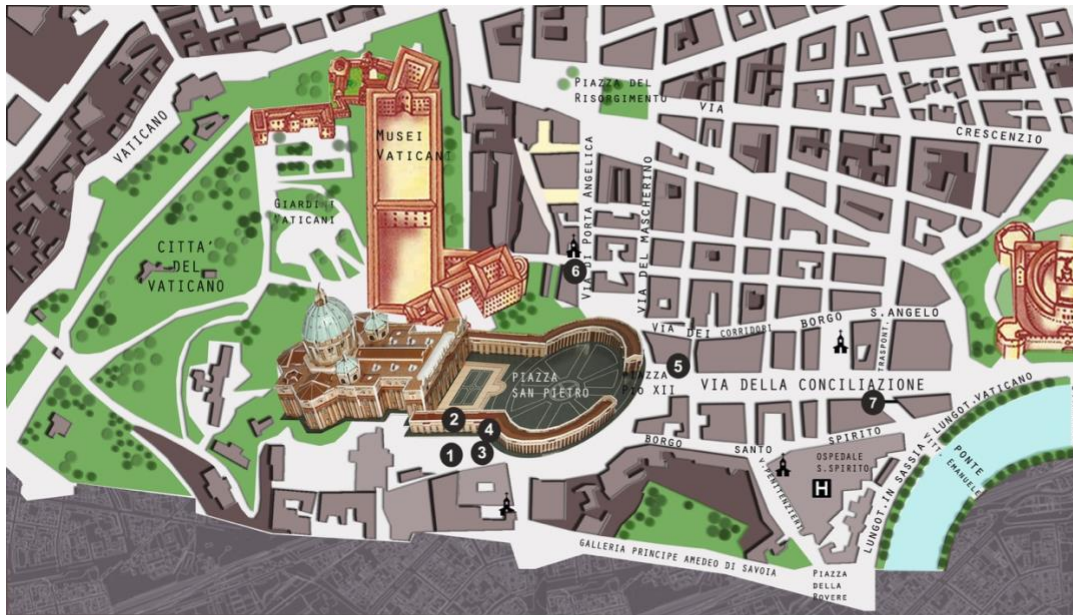 PIAZZA DEL
RISORGIMENTO
VIA
CRESCENZIO
VATICANO
MUSEI
VATICANI
GIARDI I
VATICANI
CITTA'
DEL
VATICANO
VIA DI PORTA ANGELICA
VIA DEL MASCHERINO
6
VIA DEI CORRIDORI
BORGO
S.ANGELO
TRASPONT.
PIAZZA
SAN PIETRO
5
PIAZZA
PIO XII
VIA DELLA CONCILIAZIONE
7
2
4
1
3
BORGO
SANTO
SPIRITO
V.PENITENZIERI
OSPEDALE
S.SPIRITO
H
LUNGOT.IN SASSIA
LUNGOT.VATICANO
PONTE
VITT. EMANUELE
GALLERIA PRINCIPE AMEDEO DI SAVOIA
PIAZZA
DELLA
ROVERE